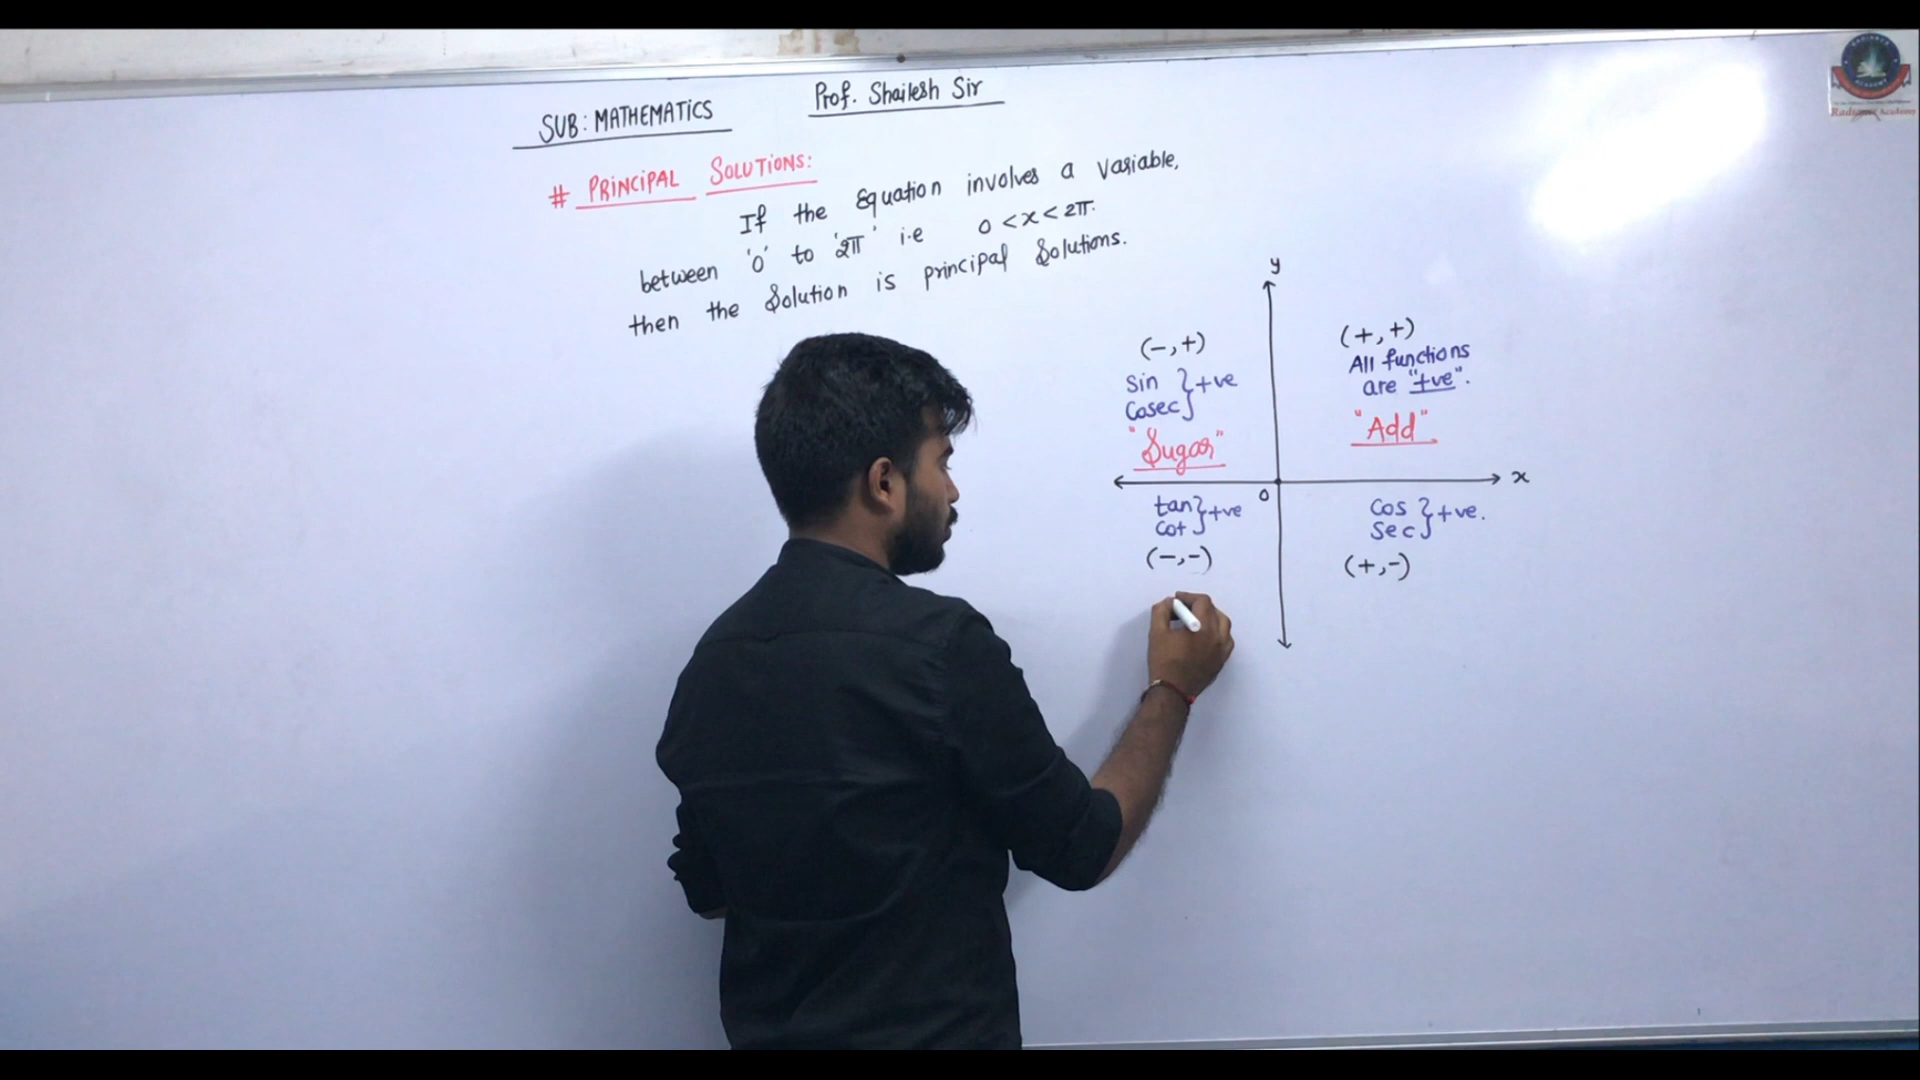 SUB: MATHEMATICS
Prof. Shailesh Sir
# PRINCIPAL SOLUTIONS:
If the Equation involves a variable,
between '0' to '2π' i.e 0 < x < 2π.
then the Solution is principal Solutions.
y
(-,+)
sin
Cosec } +ve
"Sugar"
(+,+)
All functions
are "+ve".
"Add"
x
0
tan
Cot } +ve
(-,-)
Cos
Sec } +ve.
(+,-)
Radiance Academy